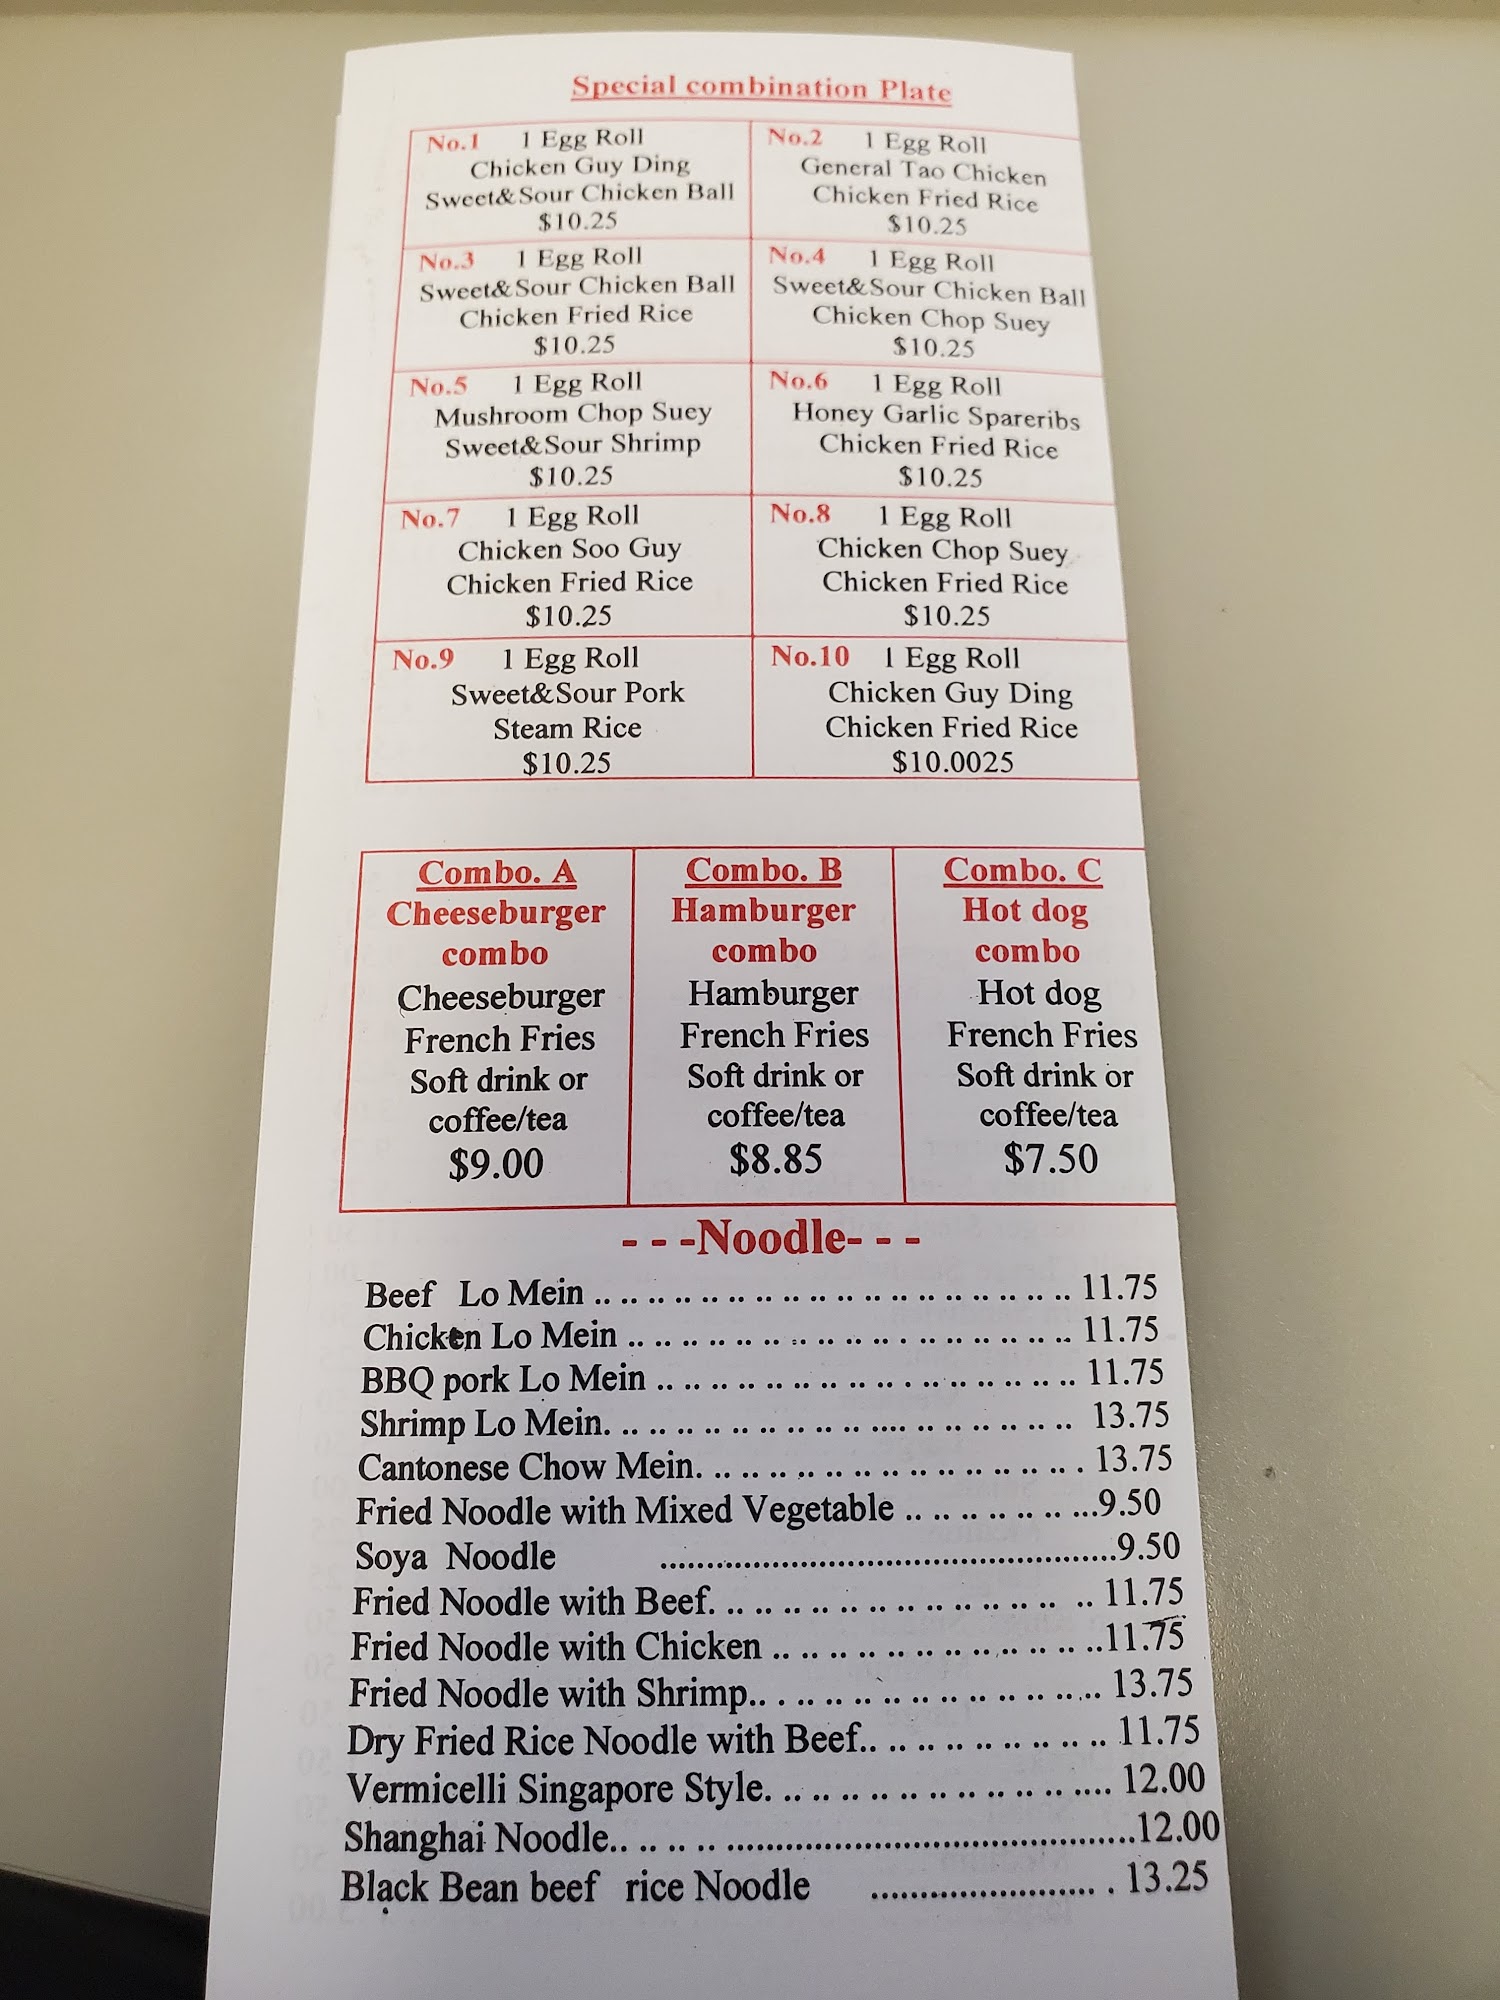 Special combination Plate
No.1 1 Egg Roll
Chicken Guy Ding
Sweet&Sour Chicken Ball
$10.25
No.2 1 Egg Roll
General Tao Chicken
Chicken Fried Rice
$10.25
No.3 1 Egg Roll
Sweet&Sour Chicken Ball
Chicken Fried Rice
$10.25
No.4 1 Egg Roll
Sweet&Sour Chicken Ball
Chicken Chop Suey
$10.25
No.5 1 Egg Roll
Mushroom Chop Suey
Sweet&Sour Shrimp
$10.25
No.6 1 Egg Roll
Honey Garlic Spareribs
Chicken Fried Rice
$10.25
No.7 1 Egg Roll
Chicken Soo Guy
Chicken Fried Rice
$10.25
No.8 1 Egg Roll
Chicken Chop Suey
Chicken Fried Rice
$10.25
No.9 1 Egg Roll
Sweet&Sour Pork
Steam Rice
$10.25
No.10 1 Egg Roll
Chicken Guy Ding
Chicken Fried Rice
$10.0025
Combo. A
Cheeseburger
combo
Cheeseburger
French Fries
Soft drink or
coffee/tea
$9.00
Combo. B
Hamburger
combo
Hamburger
French Fries
Soft drink or
coffee/tea
$8.85
Combo. C
Hot dog
combo
Hot dog
French Fries
Soft drink or
coffee/tea
$7.50
- - -Noodle- - -
Beef Lo Mein .. .. .. .. .. .. .. .. .. .. .. .. .. .. .. .. .. .. 11.75
Chicken Lo Mein .. .. .. .. .. .. .. .. .. .. .. .. .. .. .. .. .. 11.75
BBQ pork Lo Mein .. .. .. .. .. .. .. .. .. . .. .. .. .. .. .. 11.75
Shrimp Lo Mein. .. .. .. .. .. .. .. .. .. .... .. .. .. .. .. .. 13.75
Cantonese Chow Mein. .. .. .. .. .. .. .. .. .. .. .. .. .. . 13.75
Fried Noodle with Mixed Vegetable .. .. .. .. .. .. ...9.50
Soya Noodle ..................................................9.50
Fried Noodle with Beef. .. .. .. .. .. .. .. .. .. .. .. .. .. 11.75
Fried Noodle with Chicken .. .. .. .. .. .. .. .. .. .. .. ..11.75
Fried Noodle with Shrimp.. . .. .. .. .. .. .. .. .. .. .. .... 13.75
Dry Fried Rice Noodle with Beef.. .. .. .. .. .. .. .. .. 11.75
Vermicelli Singapore Style. .. .. .. .. .. .. .. .. .. .. .... 12.00
Shanghai Noodle.. .. .. .. .. ...........................................12.00
Black Bean beef rice Noodle ........................ . 13.25